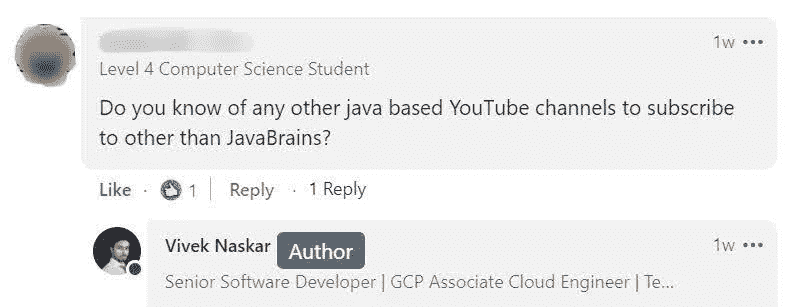 1w •••
Level 4 Computer Science Student
Do you know of any other java based YouTube channels to subscribe
to other than JavaBrains?
Like · 1 | Reply · 1 Reply
Vivek Naskar Author 1w •••
Senior Software Developer | GCP Associate Cloud Engineer | Te...